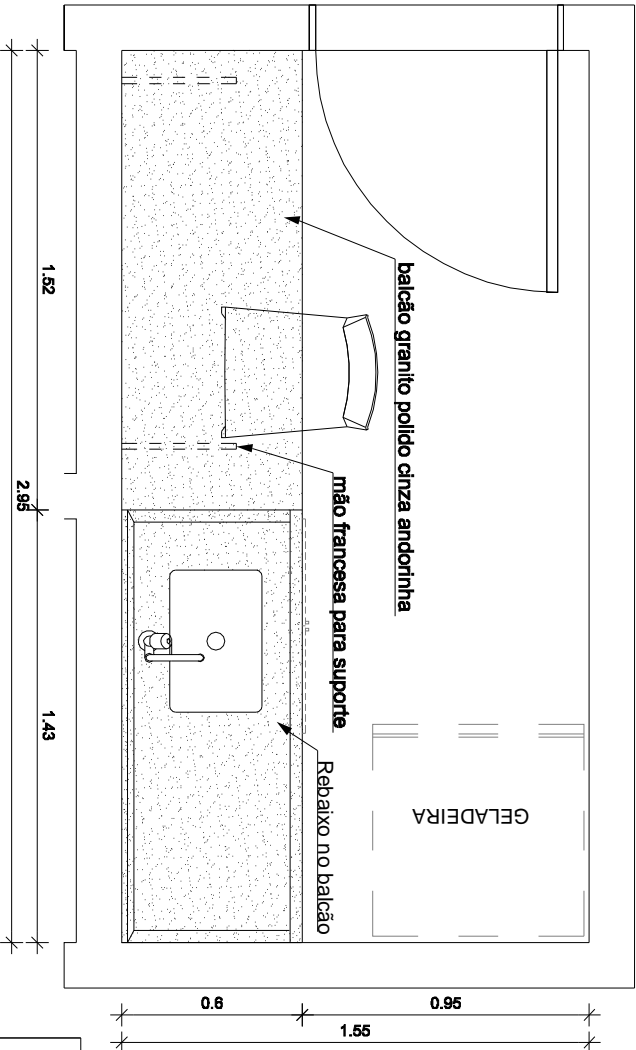 balcão granito polido cinza andorinha
mão francesa para suporte
Rebaixo no balcão
GELADEIRA
1.52
2.95
1.43
0.6
0.95
1.55